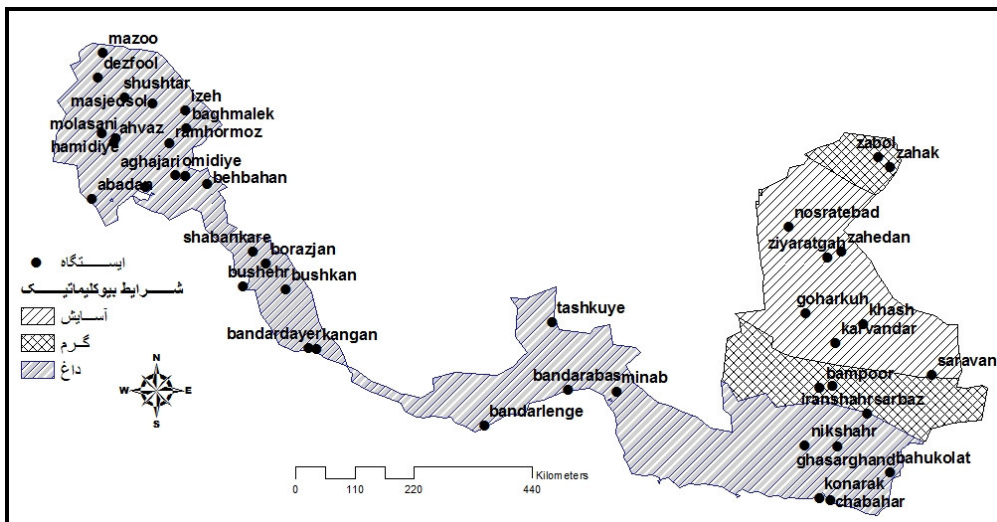 mazoo
dezfool
shushtar
masjedsol
izeh
baghmalek
molasani
ahvaz
ramhormoz
hamidiye
aghajari
omidiye
behbahan
abadan
shabankare
borazjan
bushehr
bushkan
bandardayer
kangan
tashkuye
bandarabas
minab
bandarlenge
zabol
zahak
nosratebad
ziyaratgah
zahedan
goharkuh
khash
karvandar
saravan
bampoor
iranshahr
sarbaz
nikshahr
ghasarghand
bahukolat
konarak
chabahar
ایستگاه
شرایط بیوکلیماتیک
آسایش
گرم
داغ
N
W
E
S
Kilometers
0
110
220
440